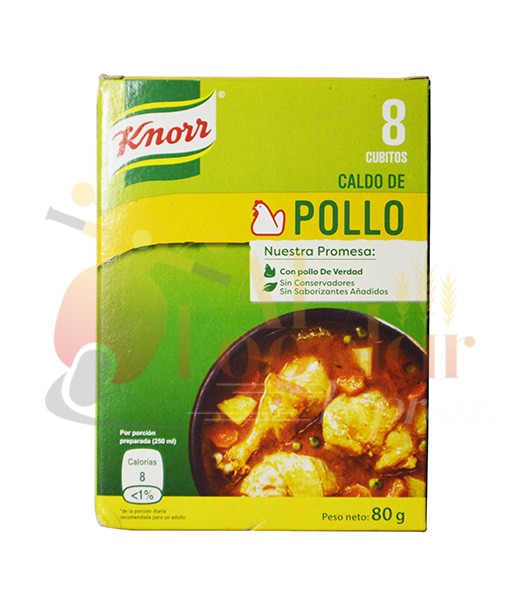 Knorr®
8
CUBITOS
CALDO DE
POLLO
Nuestra Promesa:
Con pollo De Verdad
Sin Conservadores
Sin Saborizantes Añadidos
Por porción
preparada (250 ml)
Calorías
8
<1%
*de la porción diaria
recomendada para un adulto
Peso neto: 80 g